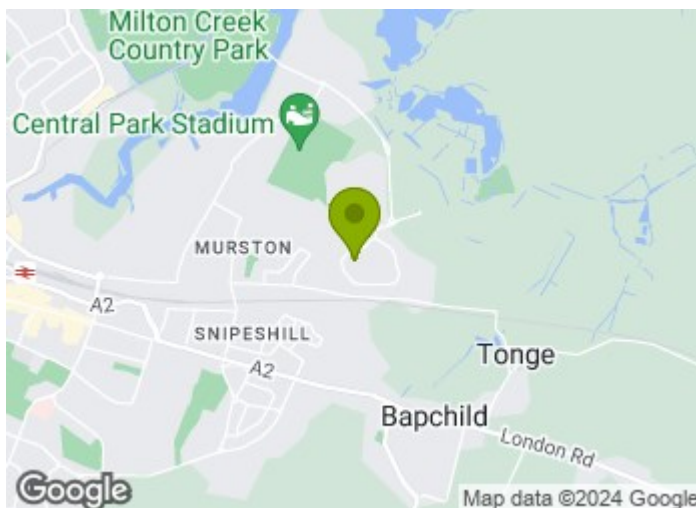 Milton Creek
Country Park
Central Park Stadium
MURSTON
A2
SNIPESHILL
A2
Tonge
Bapchild
London Rd
Google
Map data ©2024 Google